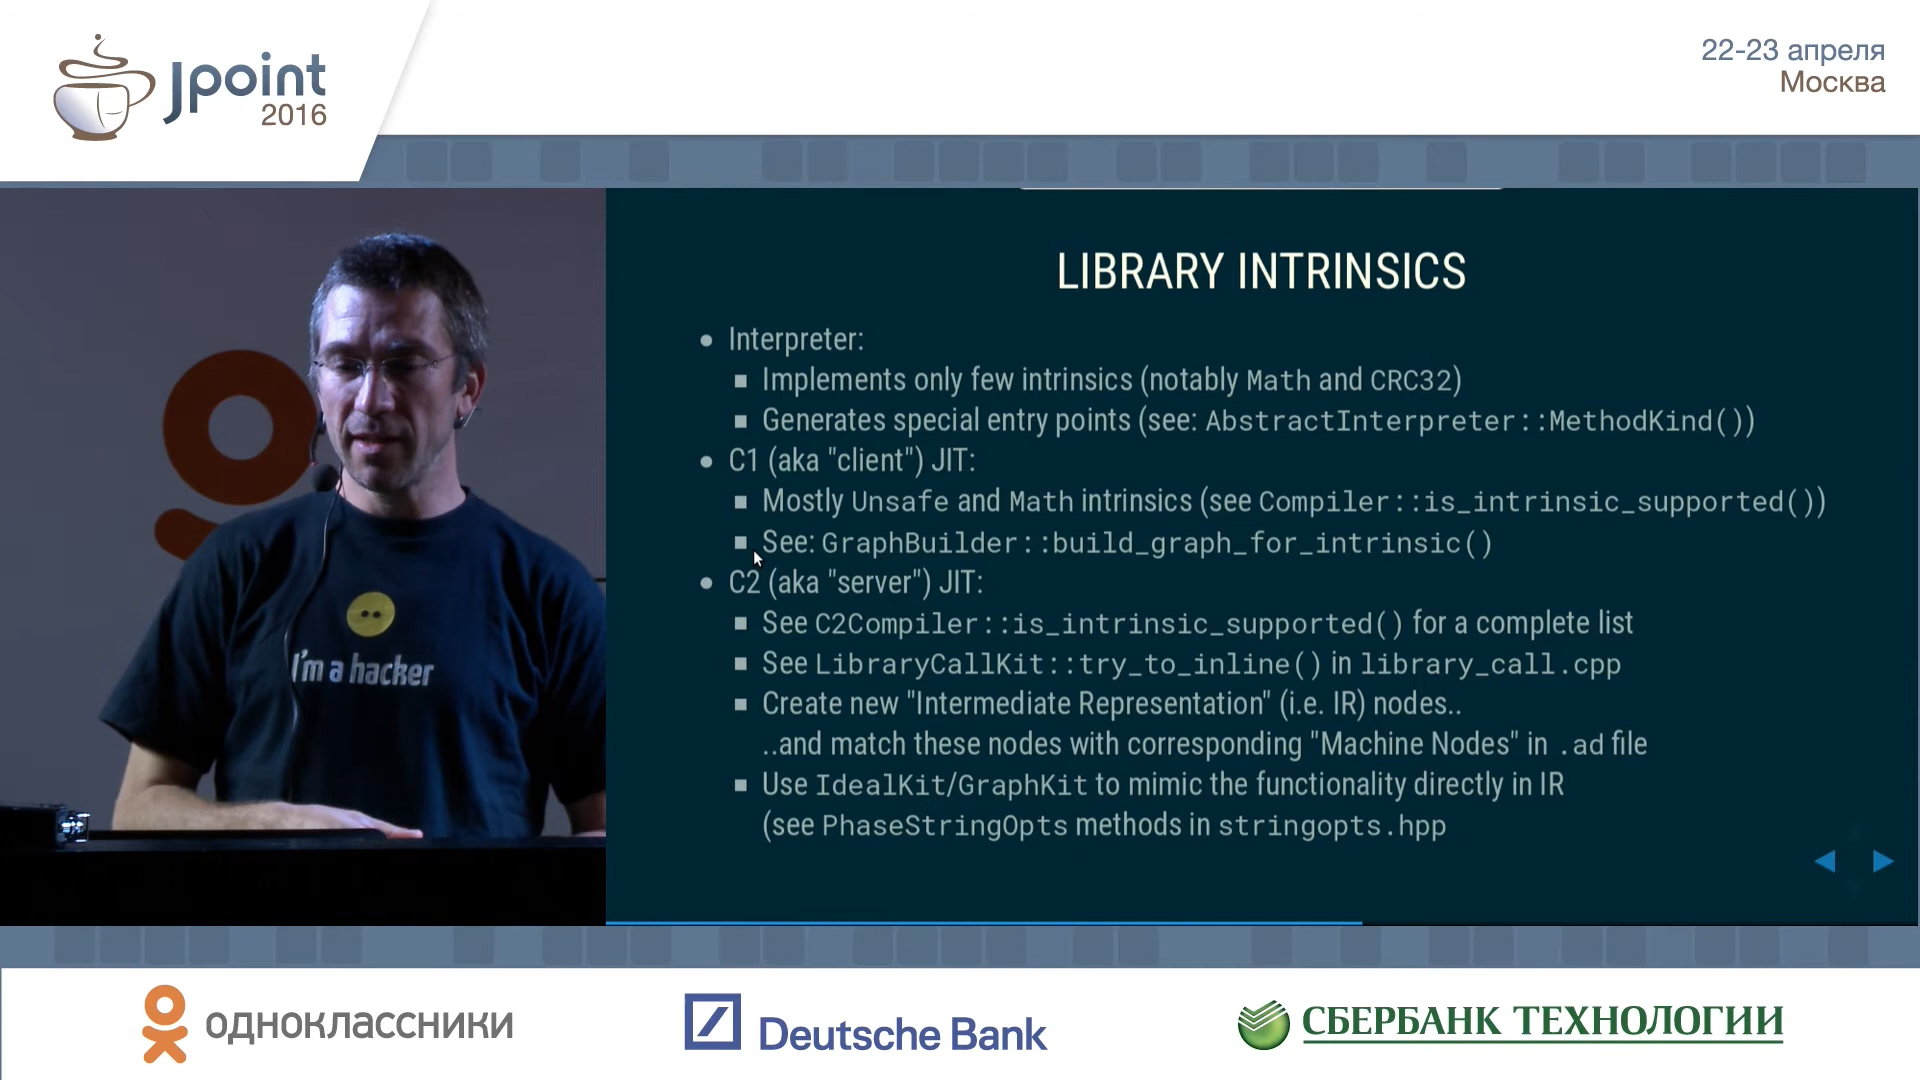 Jpoint
2016
22-23 апреля
Москва
I'm a hacker
LIBRARY INTRINSICS
Interpreter:
Implements only few intrinsics (notably Math and CRC32)
Generates special entry points (see: AbstractInterpreter::MethodKind())
C1 (aka "client") JIT:
Mostly Unsafe and Math intrinsics (see Compiler::is_intrinsic_supported())
See: GraphBuilder::build_graph_for_intrinsic()
C2 (aka "server") JIT:
See C2Compiler::is_intrinsic_supported() for a complete list
See LibraryCallKit::try_to_inline() in library_call.cpp
Create new "Intermediate Representation" (i.e. IR) nodes..
..and match these nodes with corresponding "Machine Nodes" in .ad file
Use IdealKit/GraphKit to mimic the functionality directly in IR
(see PhaseStringOpts methods in stringopts.hpp
одноклассники
Deutsche Bank
СБЕРБАНК ТЕХНОЛОГИИ